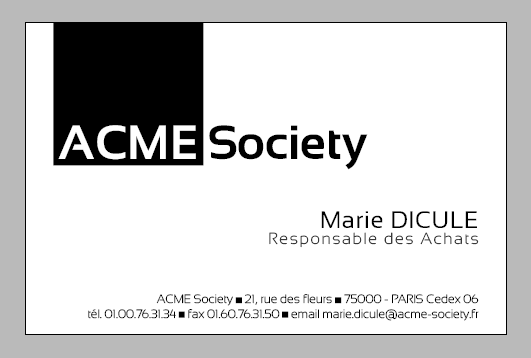 ACME Society
Marie DICULE
Responsable des Achats
ACME Society ■ 21, rue des fleurs ■ 75000 - PARIS Cedex 06
tél. 01.00.76.31.34 ■ fax 01.60.76.31.50 ■ email marie.dicule@acme-society.fr